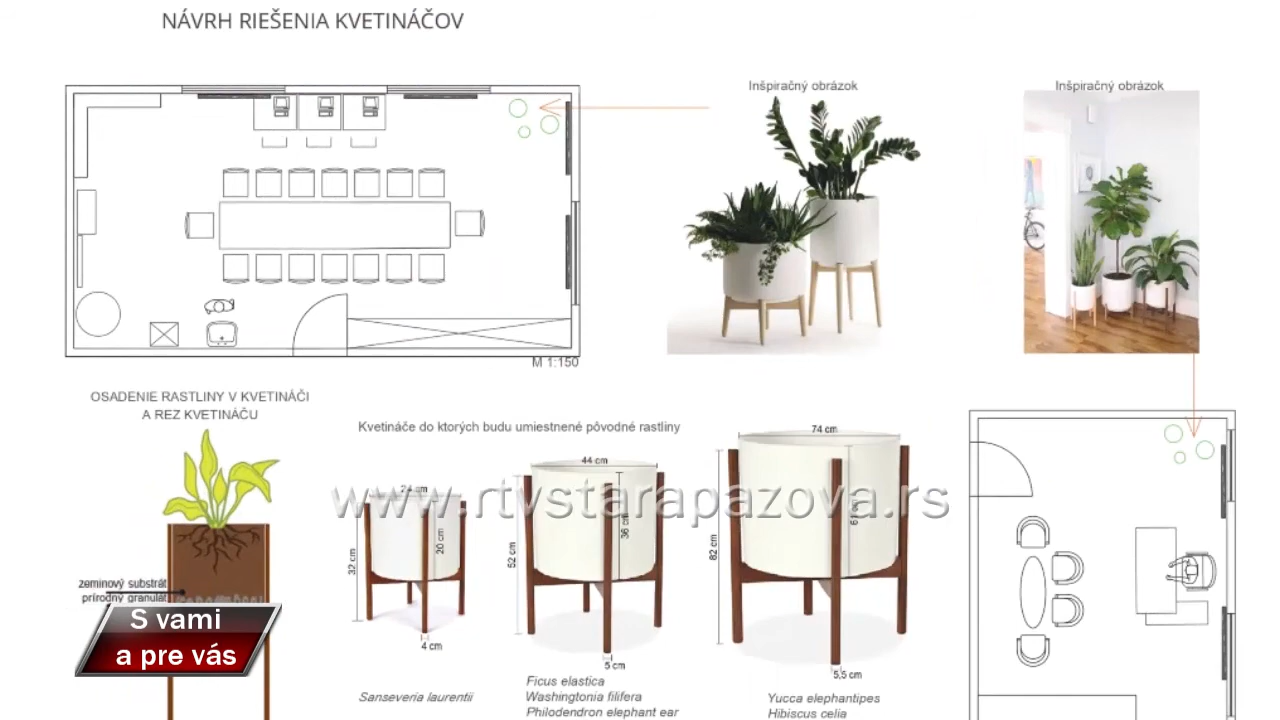 NÁVRH RIEŠENIA KVETINÁČOV
Inšpiračný obrázok
Inšpiračný obrázok
M 1:150
OSADENIE RASTLINY V KVETINÁČI
A REZ KVETINÁČU
Kvetináče do ktorých budu umiestnené pôvodné rastliny
24 cm
44 cm
74 cm
32 cm
20 cm
52 cm
36 cm
82 cm
4 cm
5 cm
5,5 cm
www.rtvstarapazova.rs
zeminový substrát
prírodný granulát
S vami
a pre vás
Sanseveria laurentii
Ficus elastica
Washingtonia filifera
Philodendron elephant ear
Yucca elephantipes
Hibiscus celia